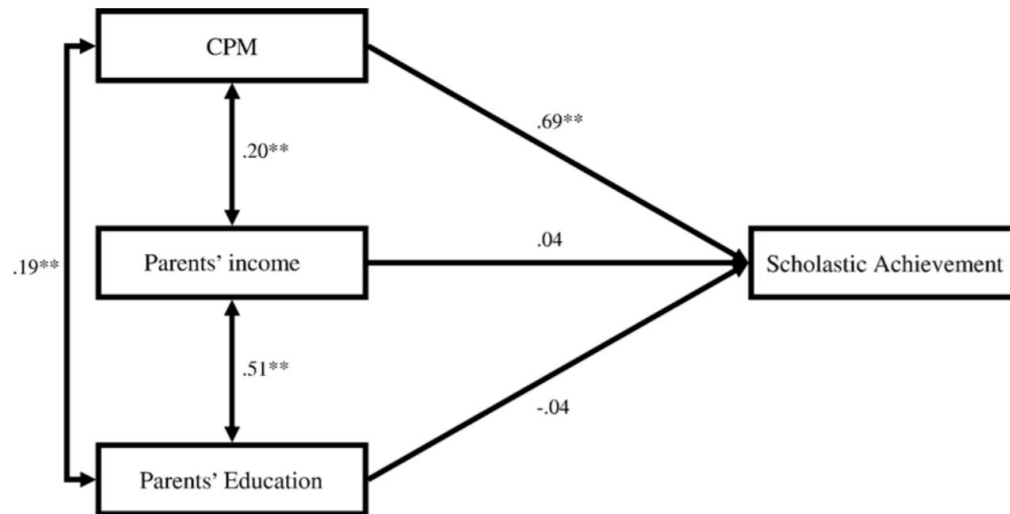 CPM
.69**
.20**
Parents’ income
.04
Scholastic Achievement
.19**
.51**
-.04
Parents’ Education